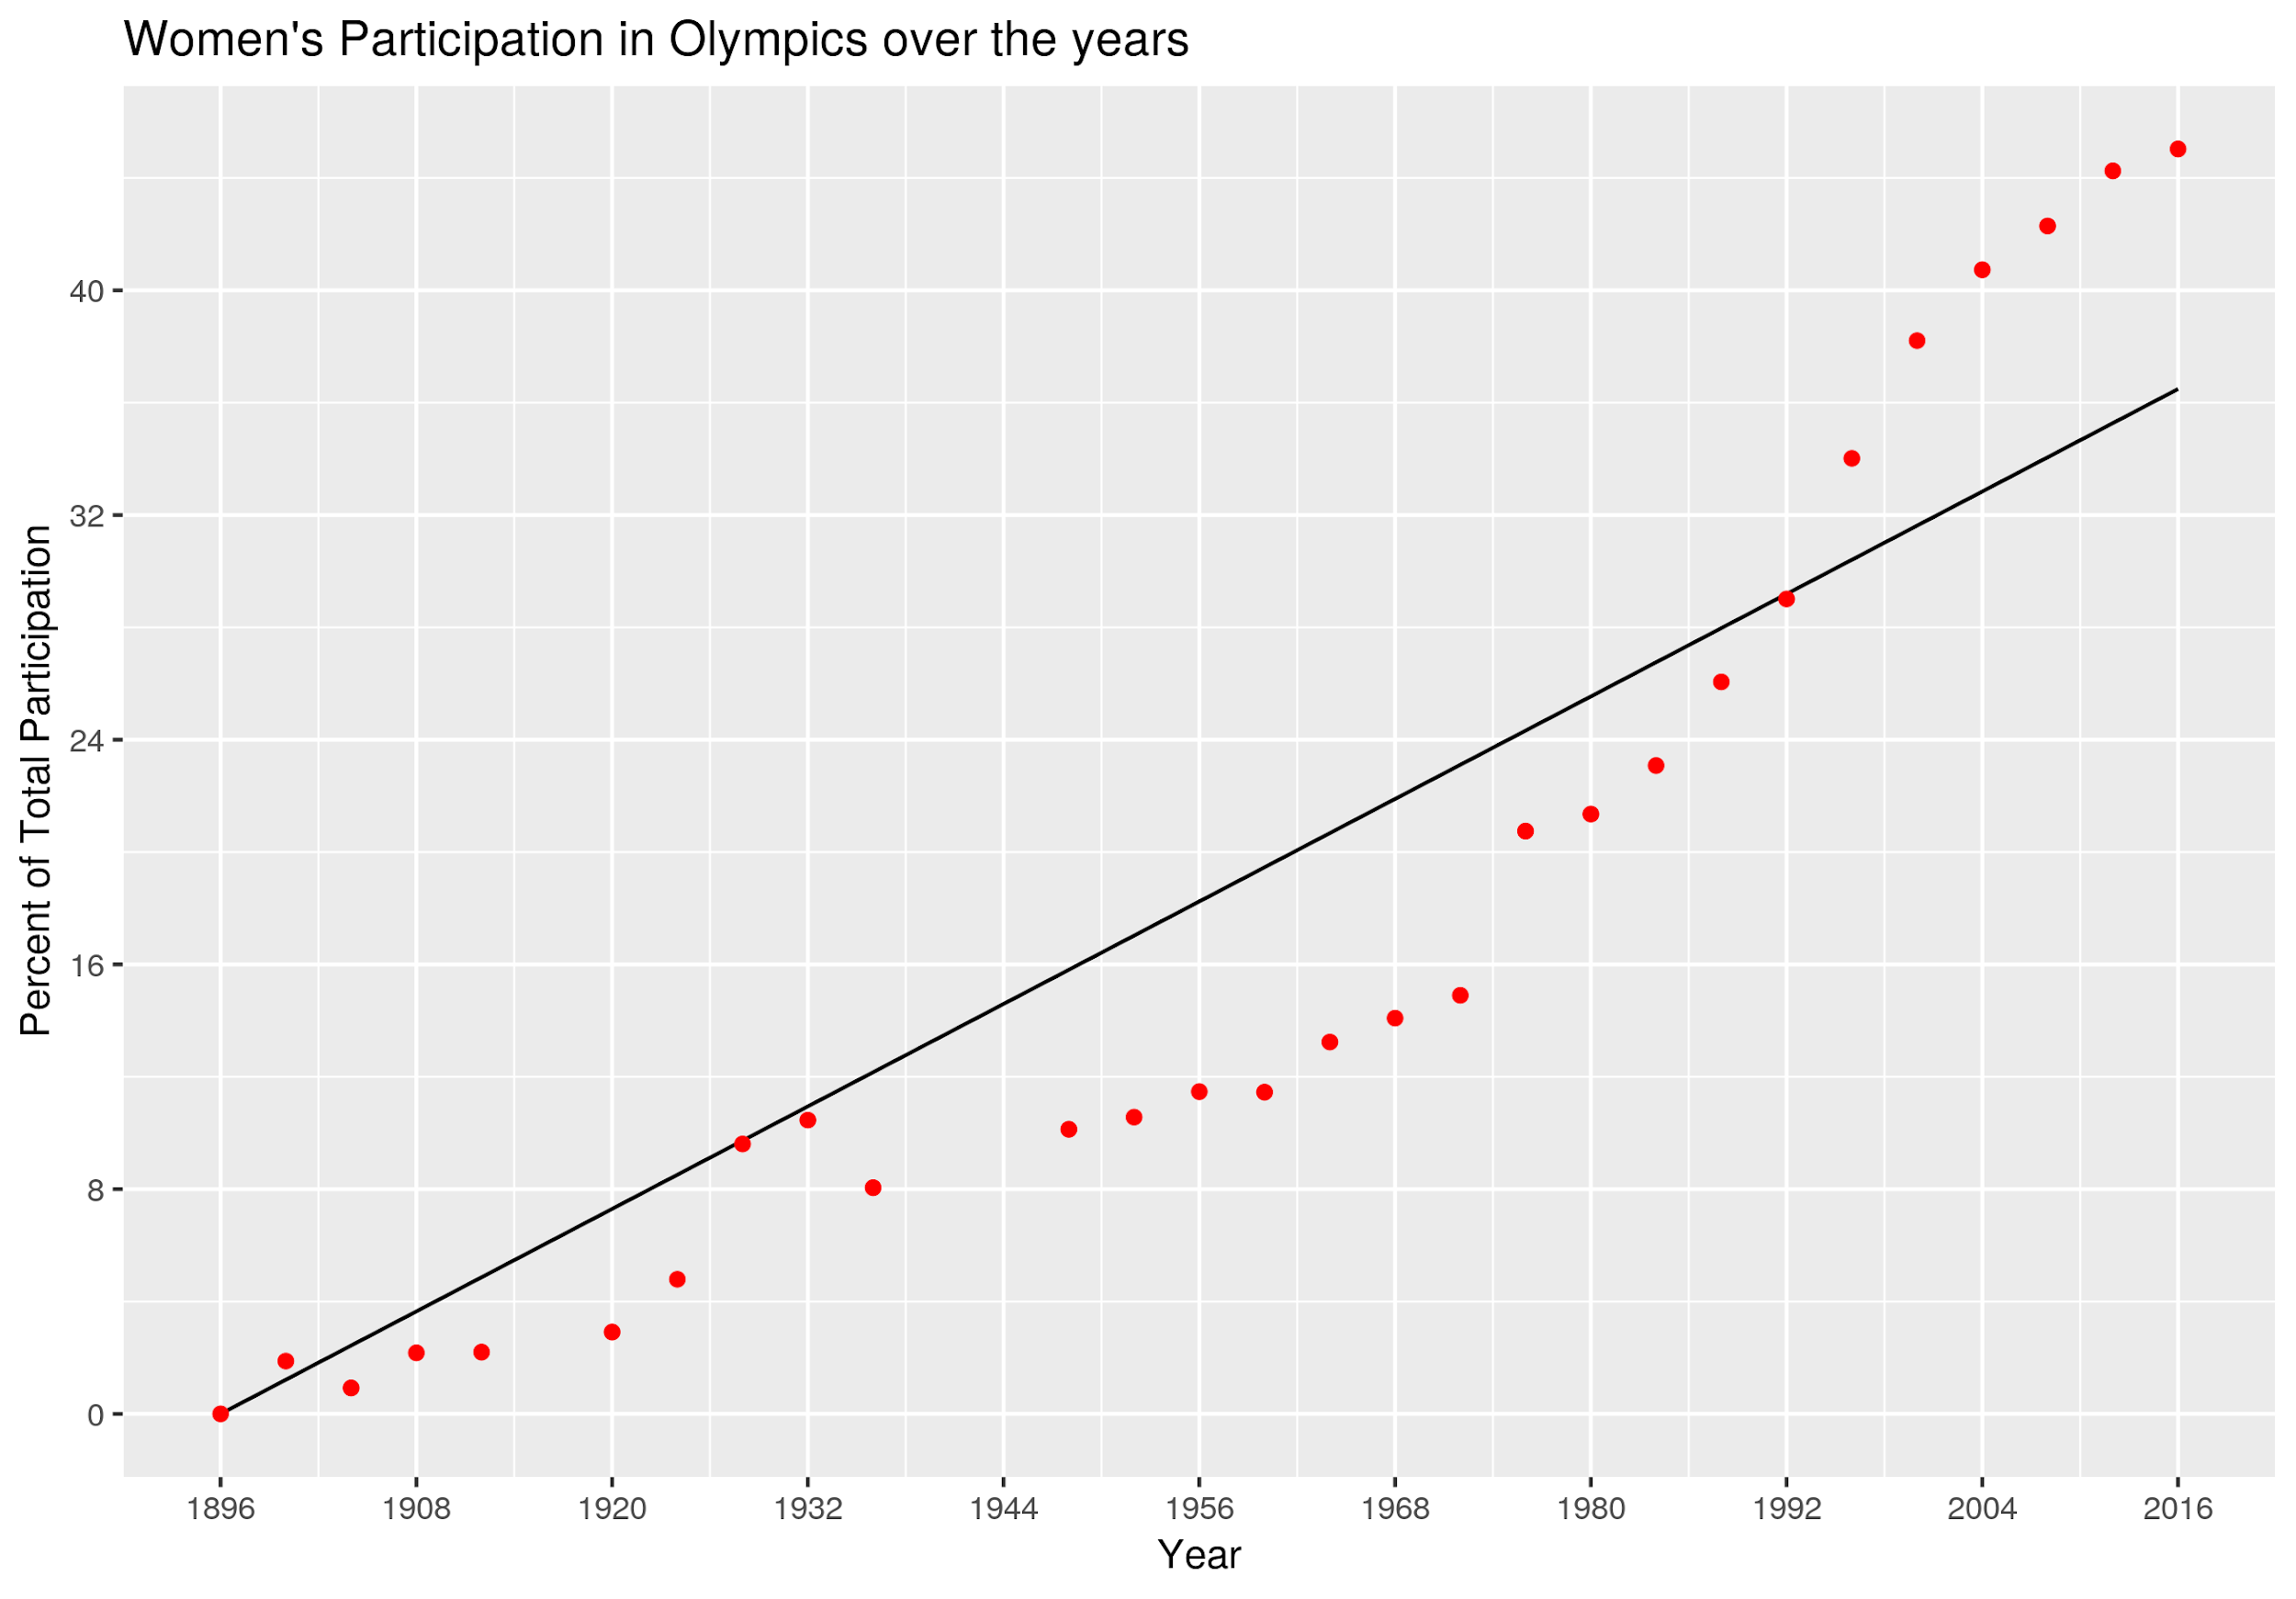 Women's Participation in Olympics over the years
Percent of Total Participation
40
32
24
16
8
0
1896 1908 1920 1932 1944 1956 1968 1980 1992 2004 2016
Year